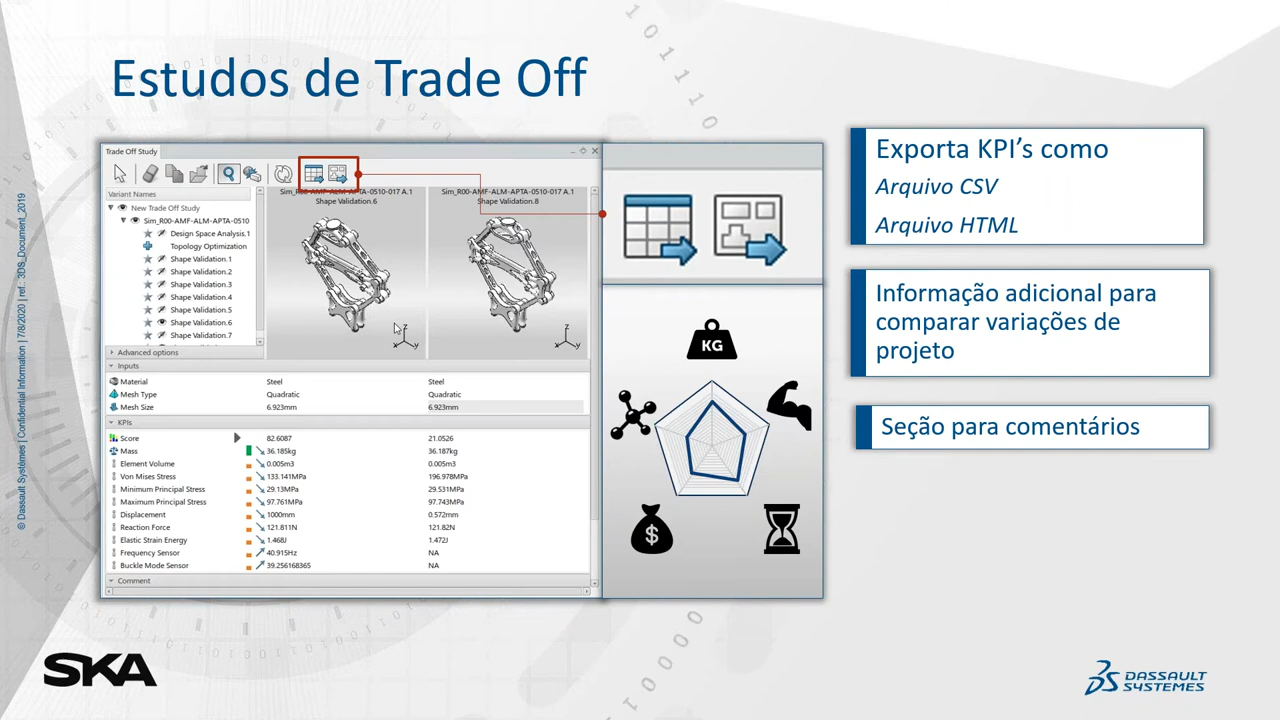 Estudos de Trade Off
Trade Off Study
Variant Names
New Trade Off Study
Sim_R00-AMF-ALM-APTA-0510
Design Space Analysis.1
Topology Optimization
Shape Validation.1
Shape Validation.2
Shape Validation.3
Shape Validation.4
Shape Validation.5
Shape Validation.6
Shape Validation.7
Sim_R00-AMF-ALM-APTA-0510-017 A.1
Shape Validation.6
Sim_R00-AMF-ALM-APTA-0510-017 A.1
Shape Validation.8
Z
X
Y
Z
X
Y
Advanced options
Inputs
Material Steel Steel
Mesh Type Quadratic Quadratic
Mesh Size 6.923mm 6.923mm
KPIs
Score 82.6087 21.0526
Mass 36.185kg 36.187kg
Element Volume 0.005m3 0.005m3
Von Mises Stress 133.141MPa 196.978MPa
Minimum Principal Stress 29.13MPa 29.531MPa
Maximum Principal Stress 97.761MPa 97.743MPa
Displacement 1000mm 0.572mm
Reaction Force 121.811N 121.82N
Elastic Strain Energy 1.468J 1.472J
Frequency Sensor 40.915Hz NA
Buckle Mode Sensor 39.256168365 NA
Comment
KG
$
Exporta KPI’s como
Arquivo CSV
Arquivo HTML
Informação adicional para
comparar variações de
projeto
Seção para comentários
© Dassault Systèmes | Confidential Information | 7/8/2020 | ref.: 3DS_Document_2019
SKA
DASSAULT
SYSTEMES